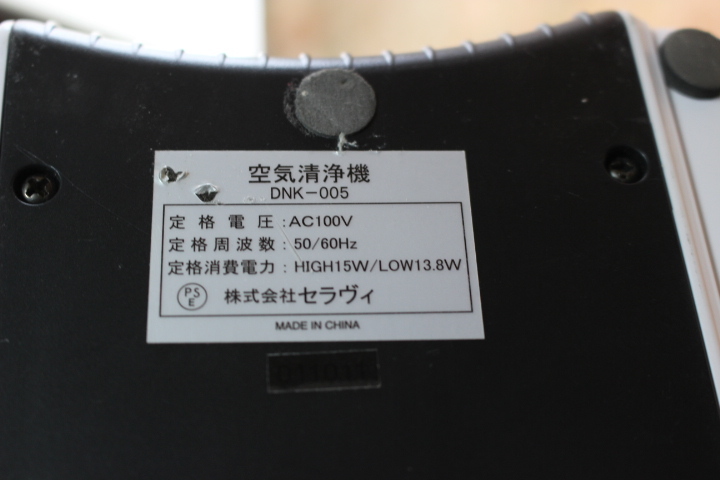 空気清浄機
DNK-005
定格電圧:AC100V
定格周波数:50/60Hz
定格消費電力:HIGH15W/LOW13.8W
PSE 株式会社セラヴィ
MADE IN CHINA